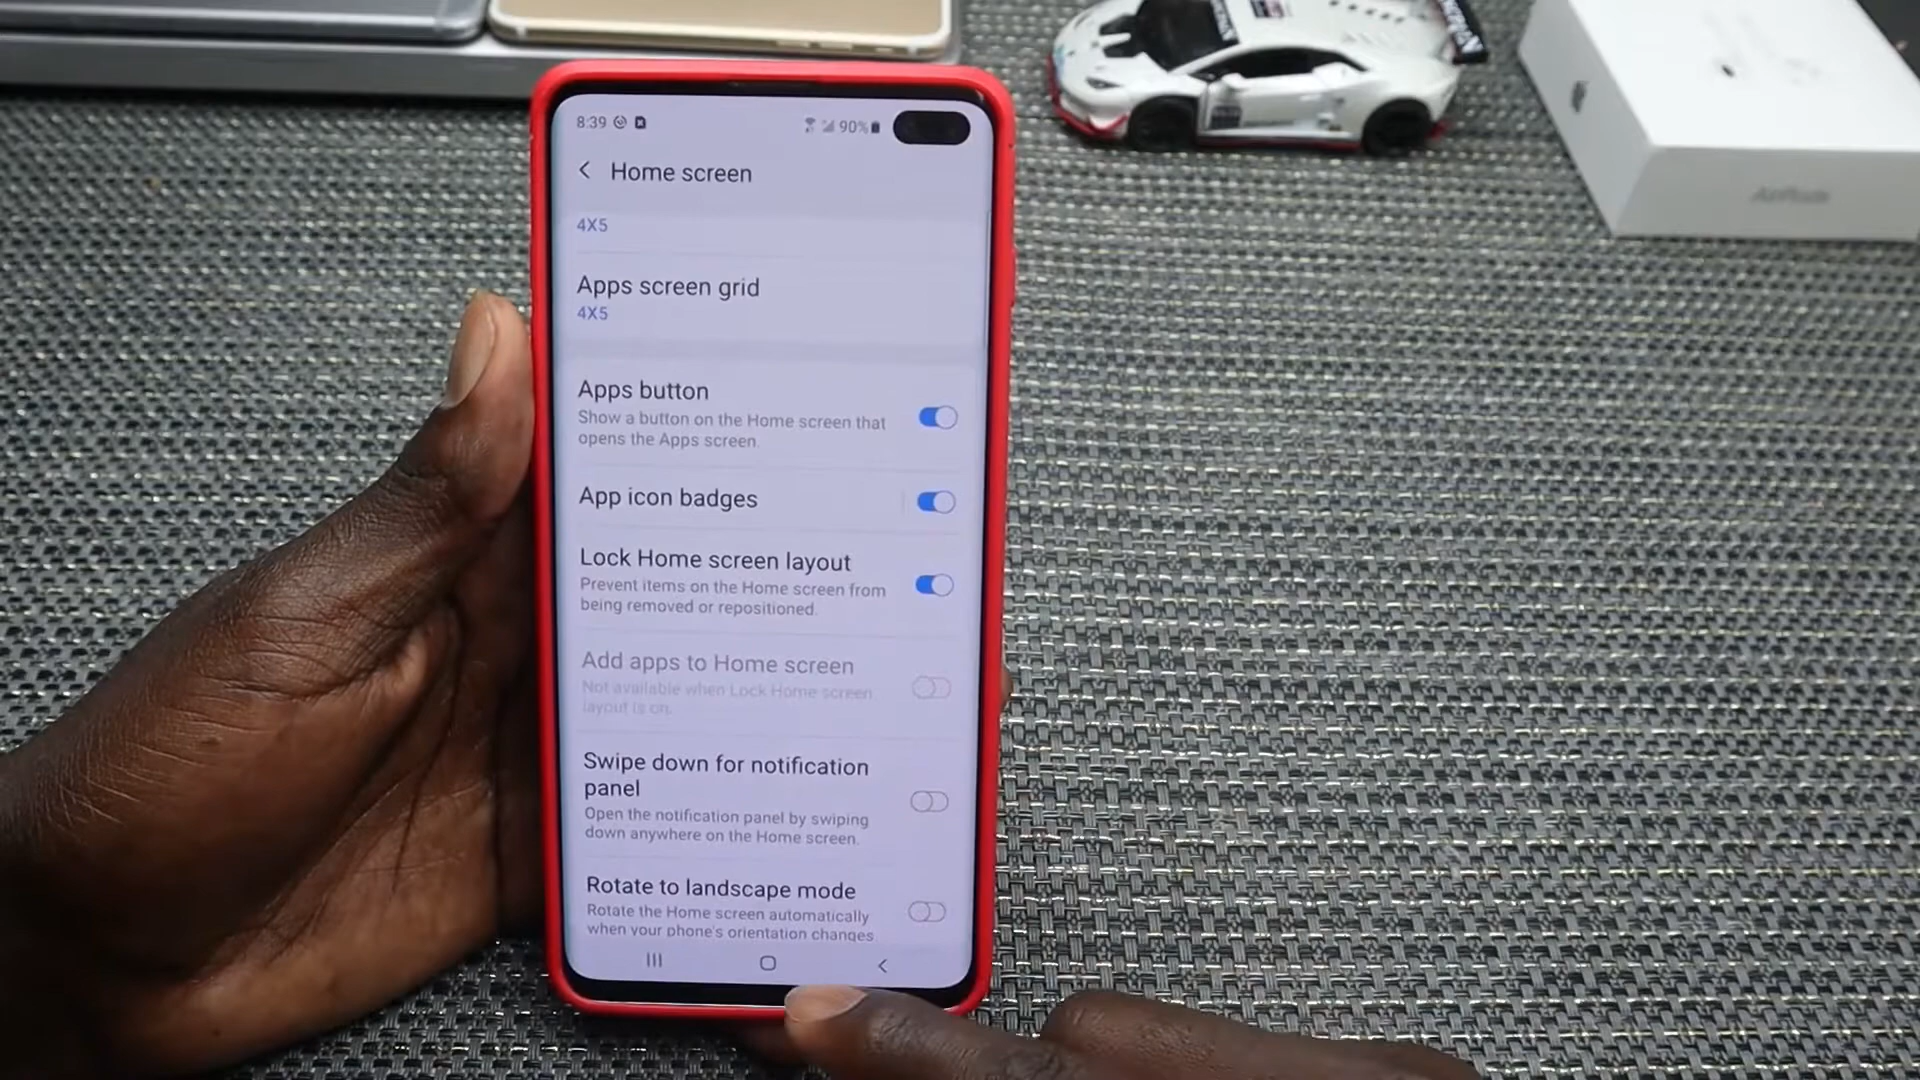 8:39
90%
Home screen
4X5
Apps screen grid
4X5
Apps button
Show a button on the Home screen that
opens the Apps screen.
App icon badges
Lock Home screen layout
Prevent items on the Home screen from
being removed or repositioned.
Add apps to Home screen
Not available when Lock Home screen
layout is on.
Swipe down for notification
panel
Open the notification panel by swiping
down anywhere on the Home screen.
Rotate to landscape mode
Rotate the Home screen automatically
when your phone's orientation changes
AirPods